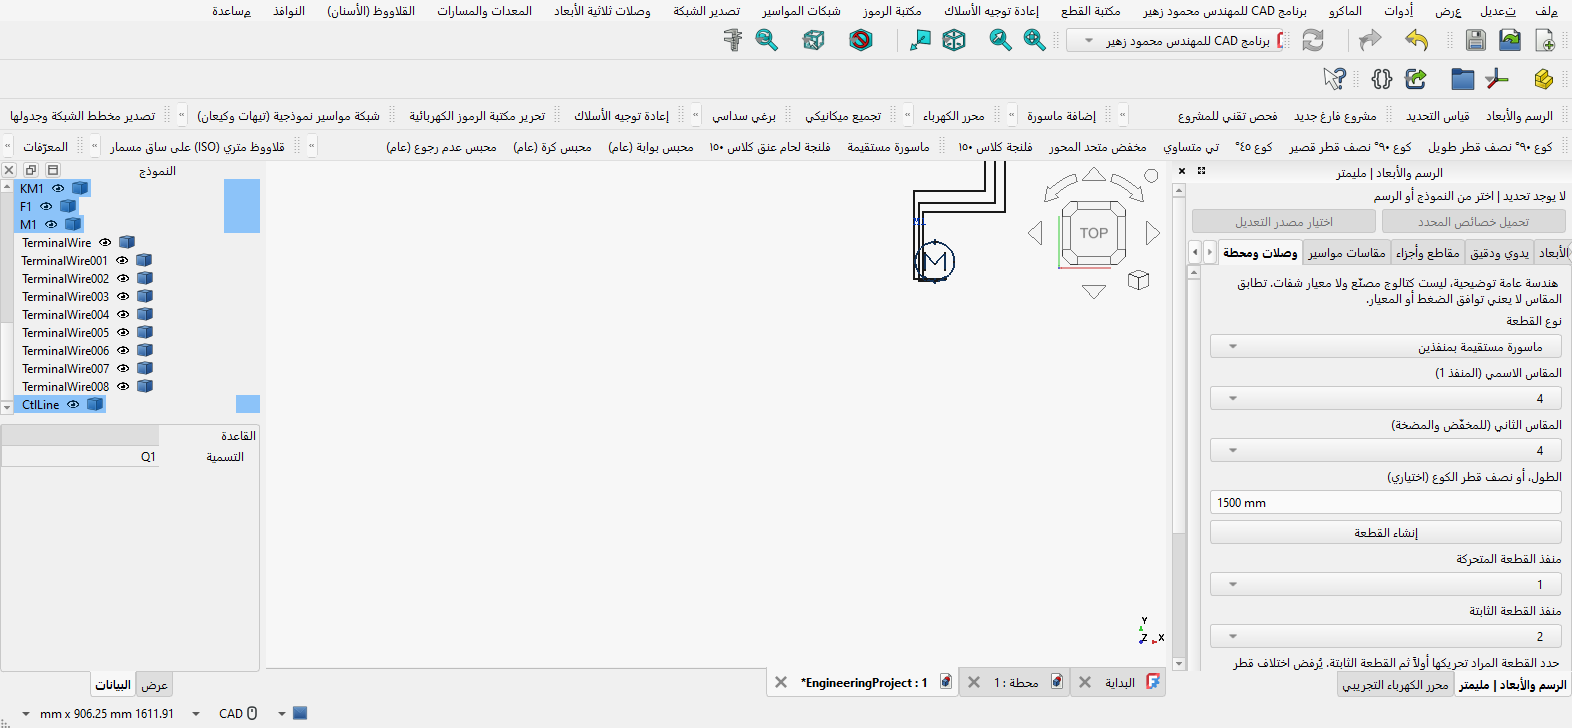 ملف تعديل عرض أدوات الماكرو برنامج CAD للمهندس محمود زهير مكتبة القطع إعادة توجيه الأسلاك مكتبة الرموز شبكات المواسير تصدير الشبكة وصلات ثلاثية الأبعاد المعدات والمسارات القلاووظ (الأسنان) النوافذ مساعدة
برنامج CAD للمهندس محمود زهير
الرسم والأبعاد قياس التحديد مشروع فارغ جديد فحص تقني للمشروع إضافة ماسورة محرر الكهرباء تجميع ميكانيكي برغي سداسي إعادة توجيه الأسلاك تحرير مكتبة الرموز الكهربائية شبكة مواسير نموذجية (تيهات وكيعان) تصدير مخطط الشبكة وجدولها
كوع ٩٠° نصف قطر طويل كوع ٩٠° نصف قطر قصير كوع ٤٥° تي متساوي مخفض متحد المحور فلنجة كلاس ١٥٠ ماسورة مستقيمة فلنجة لحام عنق كلاس ١٥٠ محبس بوابة (عام) محبس كرة (عام) محبس عدم رجوع (عام) قلاووظ متري (ISO) على ساق مسمار المعرّفات
الرسم والأبعاد | مليمتر
لا يوجد تحديد | اختر من النموذج أو الرسم
تحميل خصائص المحدد اختيار مصدر التعديل
الأبعاد يدوي ودقيق مقاطع وأجزاء مقاسات مواسير وصلات ومحطة
هندسة عامة توضيحية، ليست كتالوج مصنّع ولا معيار شفات. تطابق
المقاس لا يعني توافق الضغط أو المعيار.
نوع القطعة
ماسورة مستقيمة بمنفذين
المقاس الاسمي (المنفذ 1)
4
المقاس الثاني (للمخفّض والمضخة)
4
الطول، أو نصف قطر الكوع (اختياري)
1500 mm
إنشاء القطعة
منفذ القطعة المتحركة
1
منفذ القطعة الثابتة
2
حدد القطعة المراد تحريكها أولاً ثم القطعة الثابتة. يُرفض اختلاف قطر
الرسم والأبعاد | مليمتر محرر الكهرباء التجريبي
TOP
M
Y
Z X
البداية محطة : 1 EngineeringProject : 1*
النموذج
KM1
F1
M1
TerminalWire
TerminalWire001
TerminalWire002
TerminalWire003
TerminalWire004
TerminalWire005
TerminalWire006
TerminalWire007
TerminalWire008
CtlLine
القاعدة
التسمية Q1
عرض البيانات
mm x 906.25 mm 1611.91 CAD